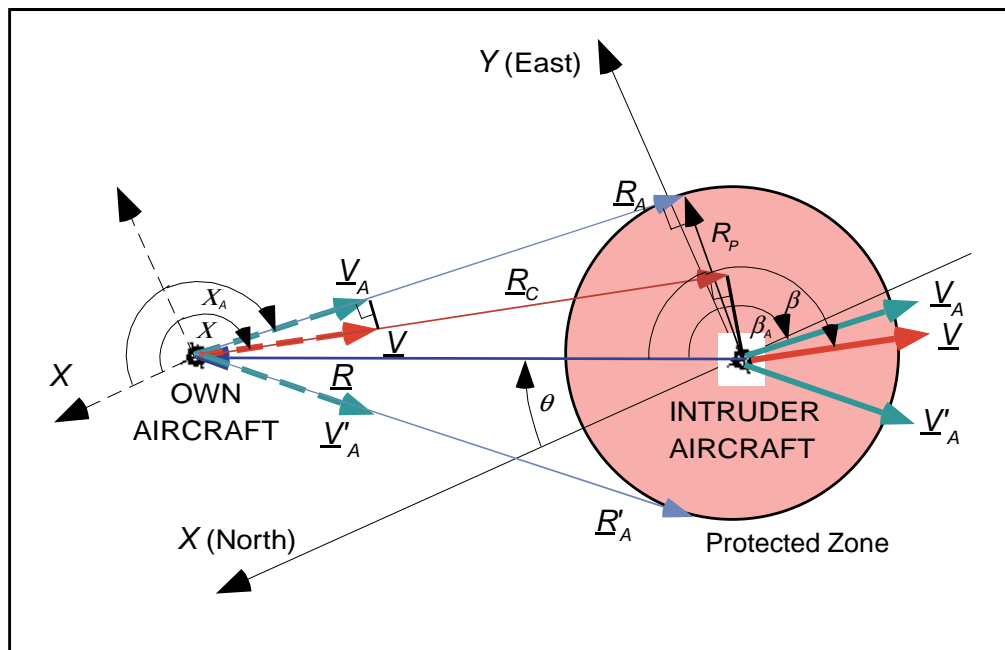 Y (East)
R_A
R_P
V_A
R_C
X_A
X
β
β_A
V_A
V
V
X
OWN
AIRCRAFT
R
θ
INTRUDER
AIRCRAFT
V'_A
V'_A
X (North)
R'_A
Protected Zone